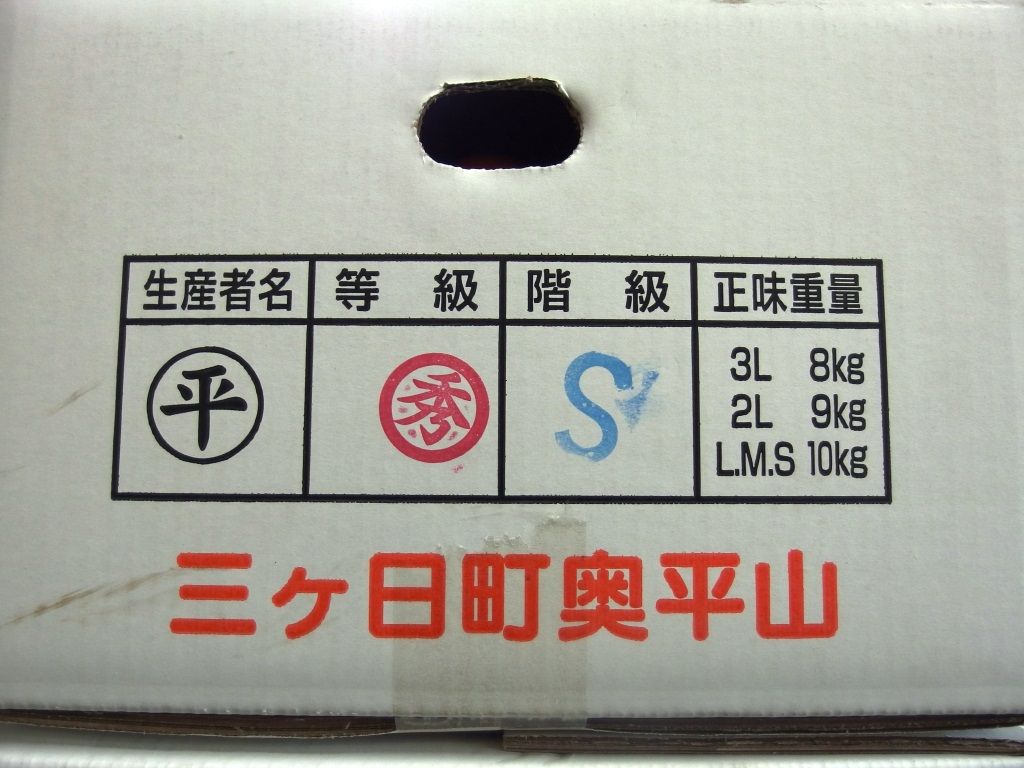 生産者名 等級 階級 正味重量
平 秀 S 3L 8kg
2L 9kg
L.M.S 10kg
三ヶ日町奥平山